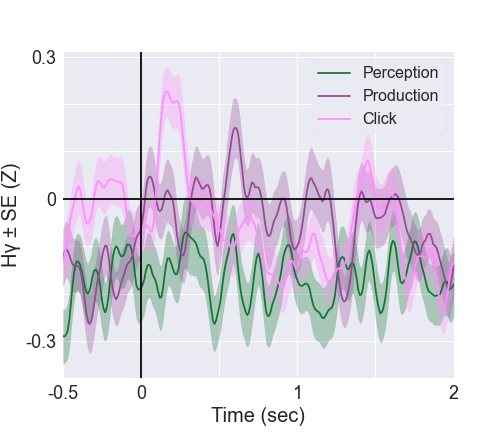 0.3
0
-0.3
Hγ ± SE (Z)
Perception
Production
Click
-0.5 0 1 2
Time (sec)